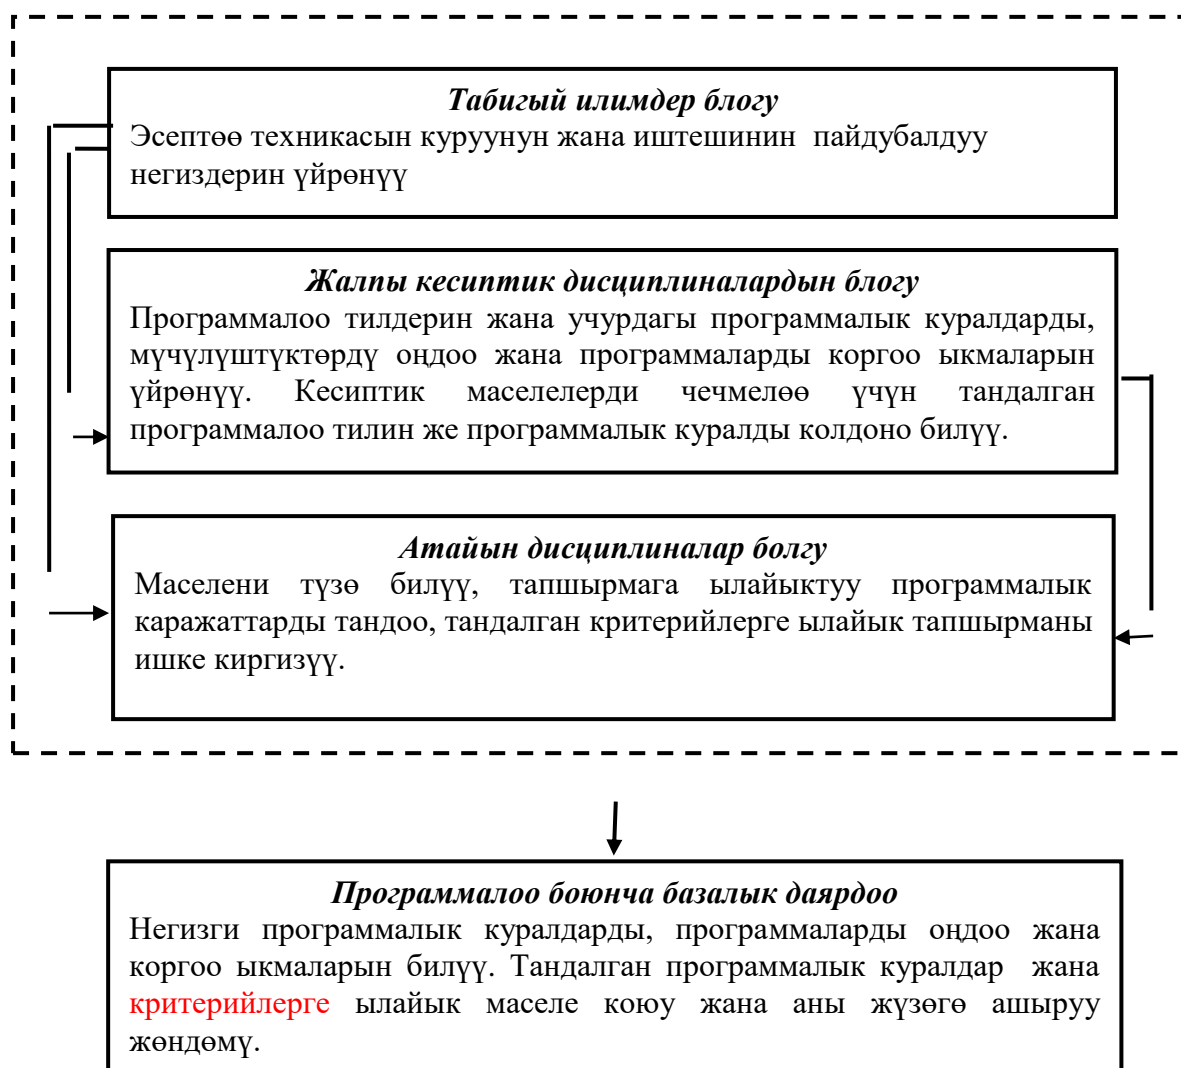 Табигый илимдер блогу
Эсептөө техникасын куруунун жана иштешинин  пайдубалдуу
негиздерин үйрөнүү
Жалпы кесиптик дисциплиналардын блогу
Программалоо тилдерин жана учурдагы программалык куралдарды,
мүчүлүштүктөрдү оңдоо жана программаларды коргоо ыкмаларын
үйрөнүү. Кесиптик маселелерди чечмелөө үчүн тандалган
программалоо тилин же программалык куралды колдоно билүү.
Атайын дисциплиналар болгу
Маселени түзө билүү, тапшырмага ылайыктуу программалык
каражаттарды тандоо, тандалган критерийлерге ылайык тапшырманы
ишке киргизүү.
Программалоо боюнча базалык даярдоо
Негизги программалык куралдарды, программаларды оңдоо жана
коргоо ыкмаларын билүү. Тандалган программалык куралдар  жана
критерийлерге ылайык маселе коюу жана аны жүзөгө ашыруу
жөндөмү.